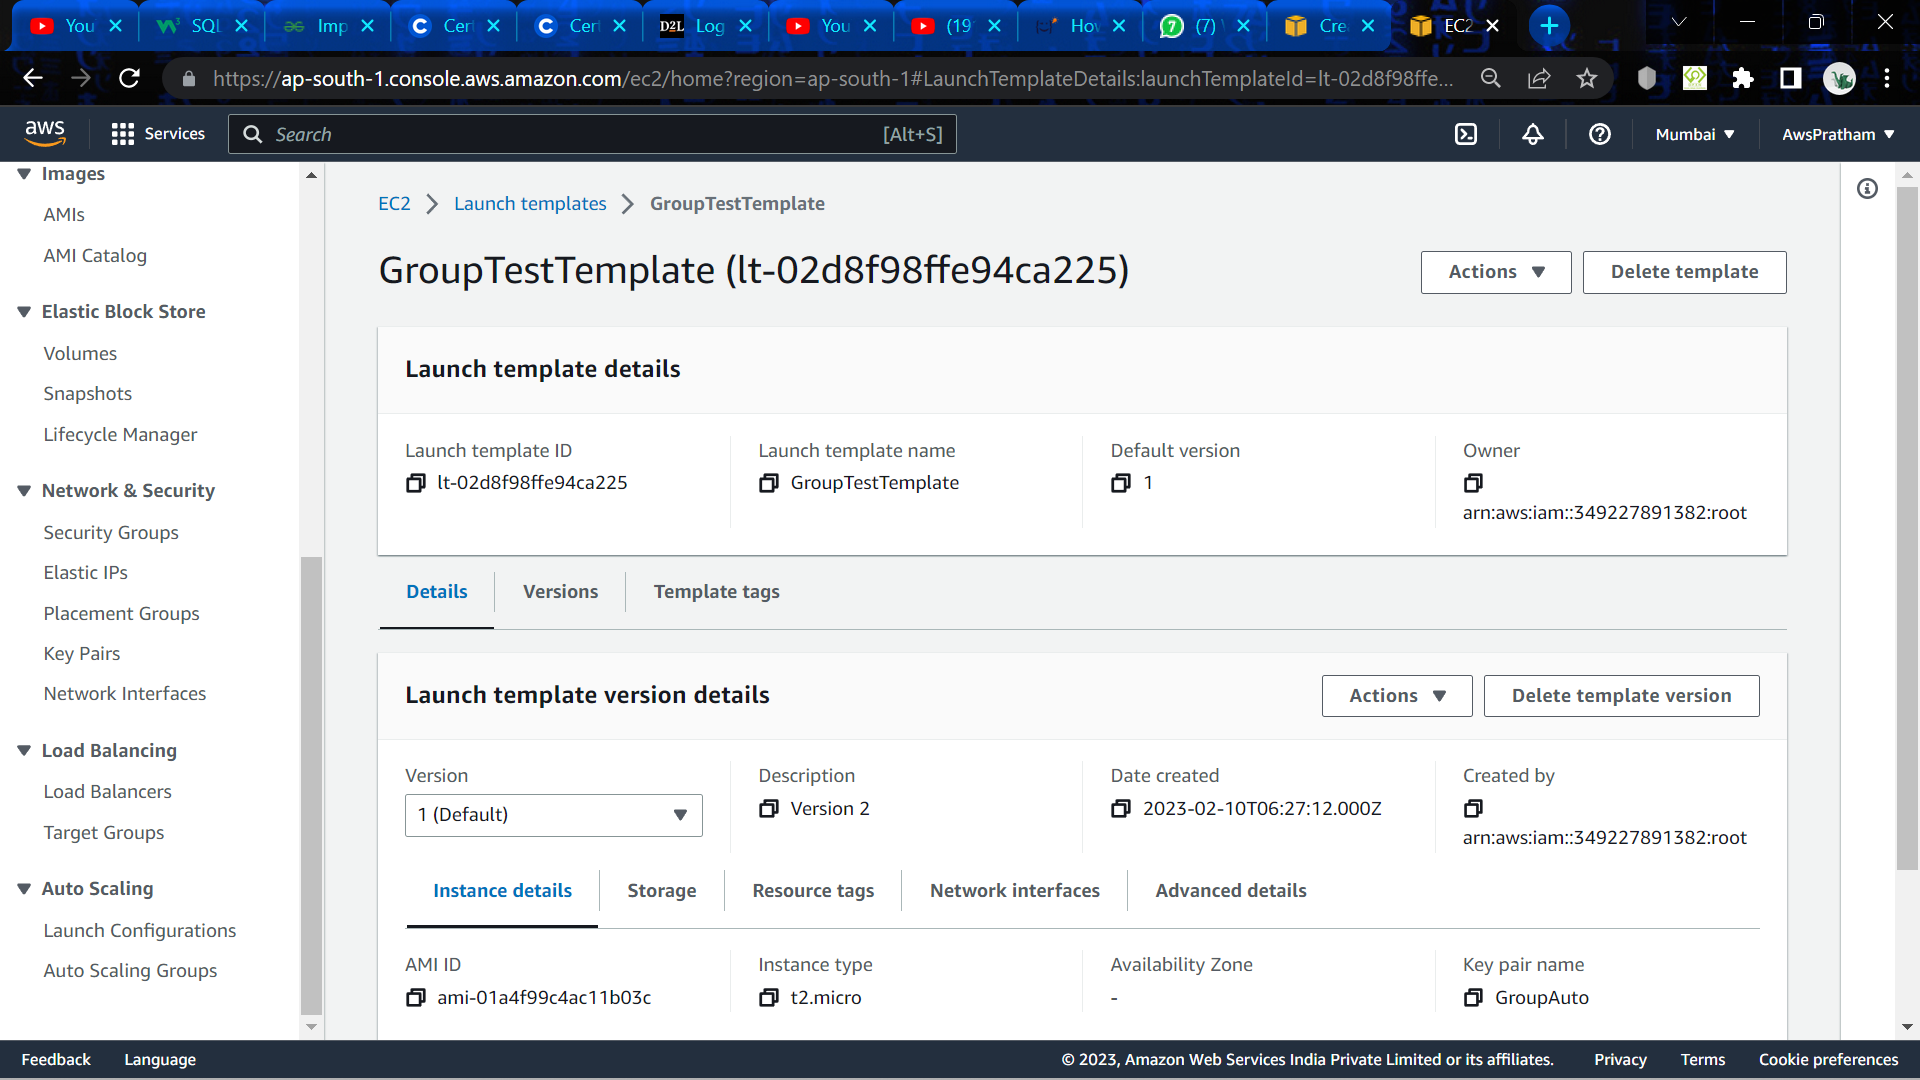 You
SQL
Imp
Cer
Cer
D2L Log
You
(19
Hov
7 (7)
Cre
EC2
https://ap-south-1.console.aws.amazon.com/ec2/home?region=ap-south-1#LaunchTemplateDetails:launchTemplateId=lt-02d8f98ffe...
aws
Services
Search
[Alt+S]
Mumbai
AwsPratham
Images
AMIs
AMI Catalog
Elastic Block Store
Volumes
Snapshots
Lifecycle Manager
Network & Security
Security Groups
Elastic IPs
Placement Groups
Key Pairs
Network Interfaces
Load Balancing
Load Balancers
Target Groups
Auto Scaling
Launch Configurations
Auto Scaling Groups
EC2 > Launch templates > GroupTestTemplate
GroupTestTemplate (lt-02d8f98ffe94ca225)
Actions
Delete template
Launch template details
Launch template ID
lt-02d8f98ffe94ca225
Launch template name
GroupTestTemplate
Default version
1
Owner
arn:aws:iam::349227891382:root
Details
Versions
Template tags
Launch template version details
Actions
Delete template version
Version
1 (Default)
Description
Version 2
Date created
2023-02-10T06:27:12.000Z
Created by
arn:aws:iam::349227891382:root
Instance details
Storage
Resource tags
Network interfaces
Advanced details
AMI ID
ami-01a4f99c4ac11b03c
Instance type
t2.micro
Availability Zone
-
Key pair name
GroupAuto
Feedback
Language
© 2023, Amazon Web Services India Private Limited or its affiliates.
Privacy
Terms
Cookie preferences